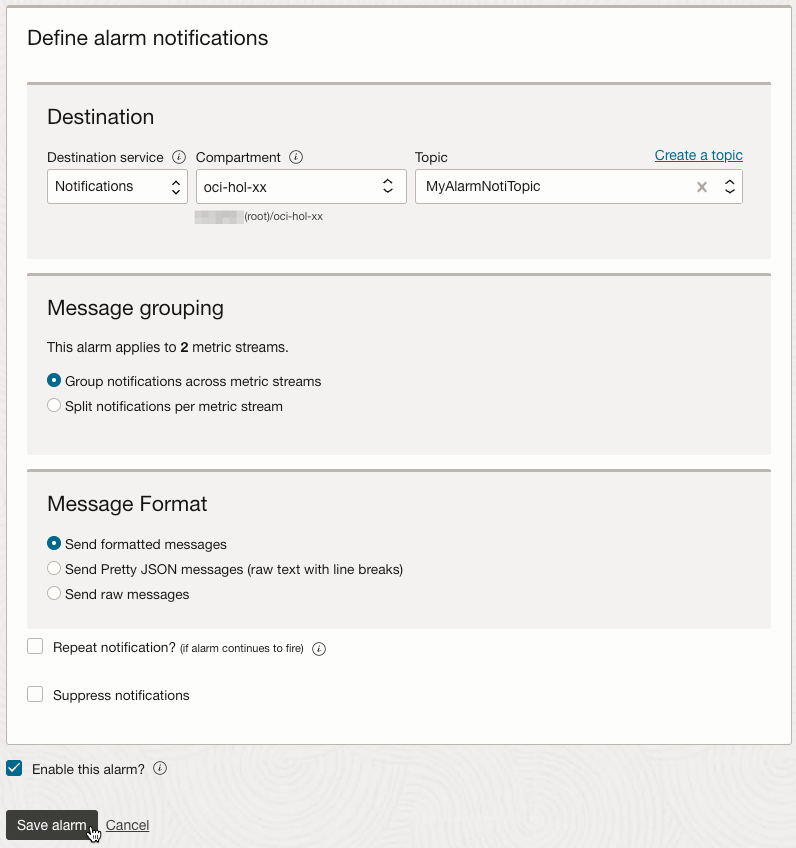 Define alarm notifications
Destination
Destination service Compartment Topic Create a topic
Notifications oci-hol-xx MyAlarmNotiTopic
(root)/oci-hol-xx
Message grouping
This alarm applies to 2 metric streams.
Group notifications across metric streams
Split notifications per metric stream
Message Format
Send formatted messages
Send Pretty JSON messages (raw text with line breaks)
Send raw messages
Repeat notification? (if alarm continues to fire)
Suppress notifications
Enable this alarm?
Save alarm Cancel